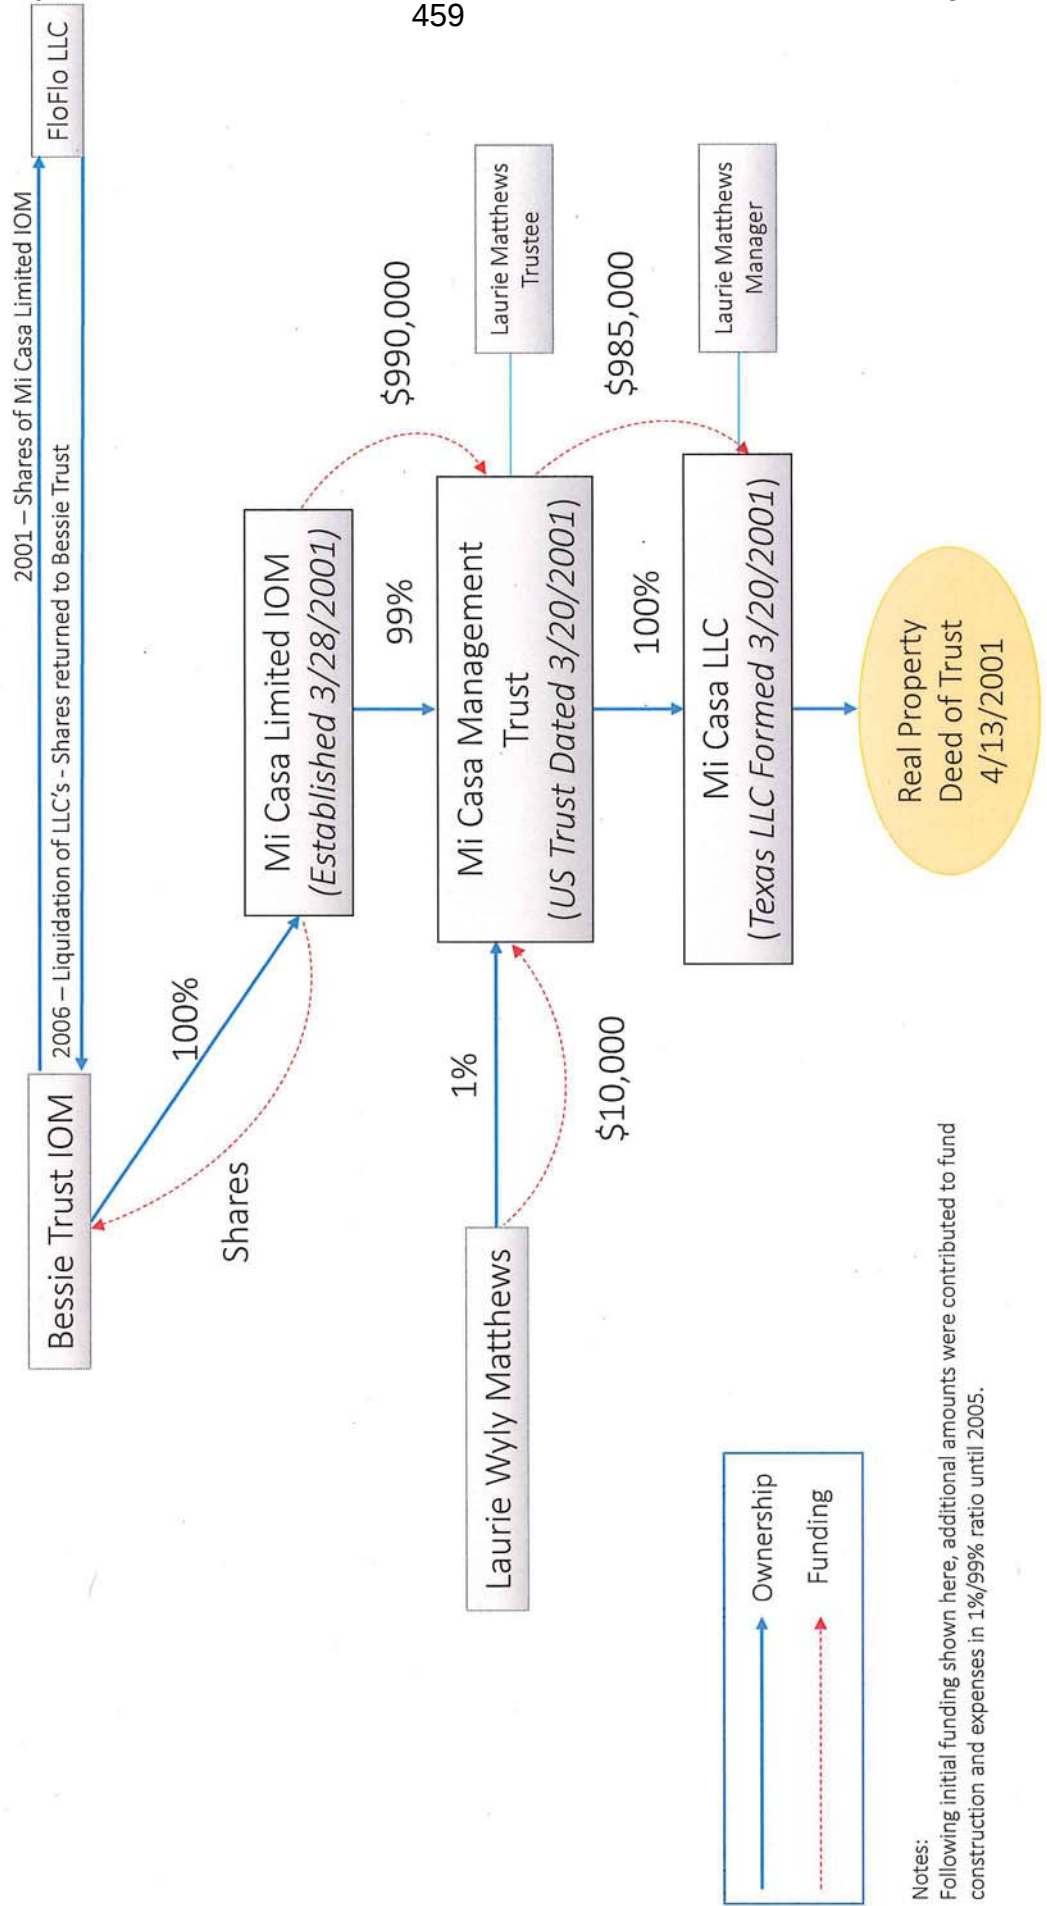 459
2001 – Shares of Mi Casa Limited IOM
2006 – Liquidation of LLC's - Shares returned to Bessie Trust
Bessie Trust IOM
FloFlo LLC
100%
Shares
Mi Casa Limited IOM
(Established 3/28/2001)
$990,000
99%
Laurie Wyly Matthews
1%
$10,000
Mi Casa Management
Trust
(US Trust Dated 3/20/2001)
Laurie Matthews
Trustee
$985,000
100%
Mi Casa LLC
(Texas LLC Formed 3/20/2001)
Laurie Matthews
Manager
Real Property
Deed of Trust
4/13/2001
Ownership
Funding
Notes:
Following initial funding shown here, additional amounts were contributed to fund
construction and expenses in 1%/99% ratio until 2005.